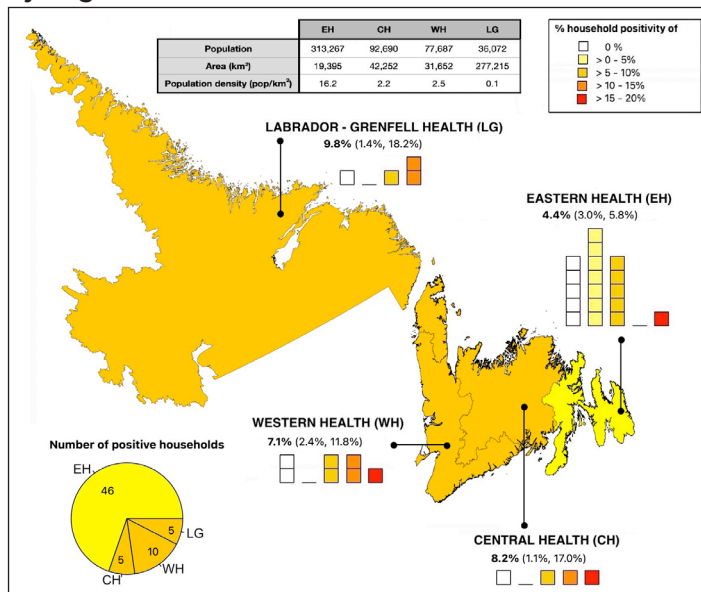 EH CH WH LG
Population 313,267 92,690 77,687 36,072
Area (km²) 19,395 42,252 31,652 277,215
Population density (pop/km²) 16.2 2.2 2.5 0.1
% household positivity of
0 %
> 0 - 5%
> 5 - 10%
> 10 - 15%
> 15 - 20%
LABRADOR - GRENFELL HEALTH (LG)
9.8% (1.4%, 18.2%)
EASTERN HEALTH (EH)
4.4% (3.0%, 5.8%)
WESTERN HEALTH (WH)
7.1% (2.4%, 11.8%)
Number of positive households
EH
46
5
LG
10
WH
5
CH
CENTRAL HEALTH (CH)
8.2% (1.1%, 17.0%)